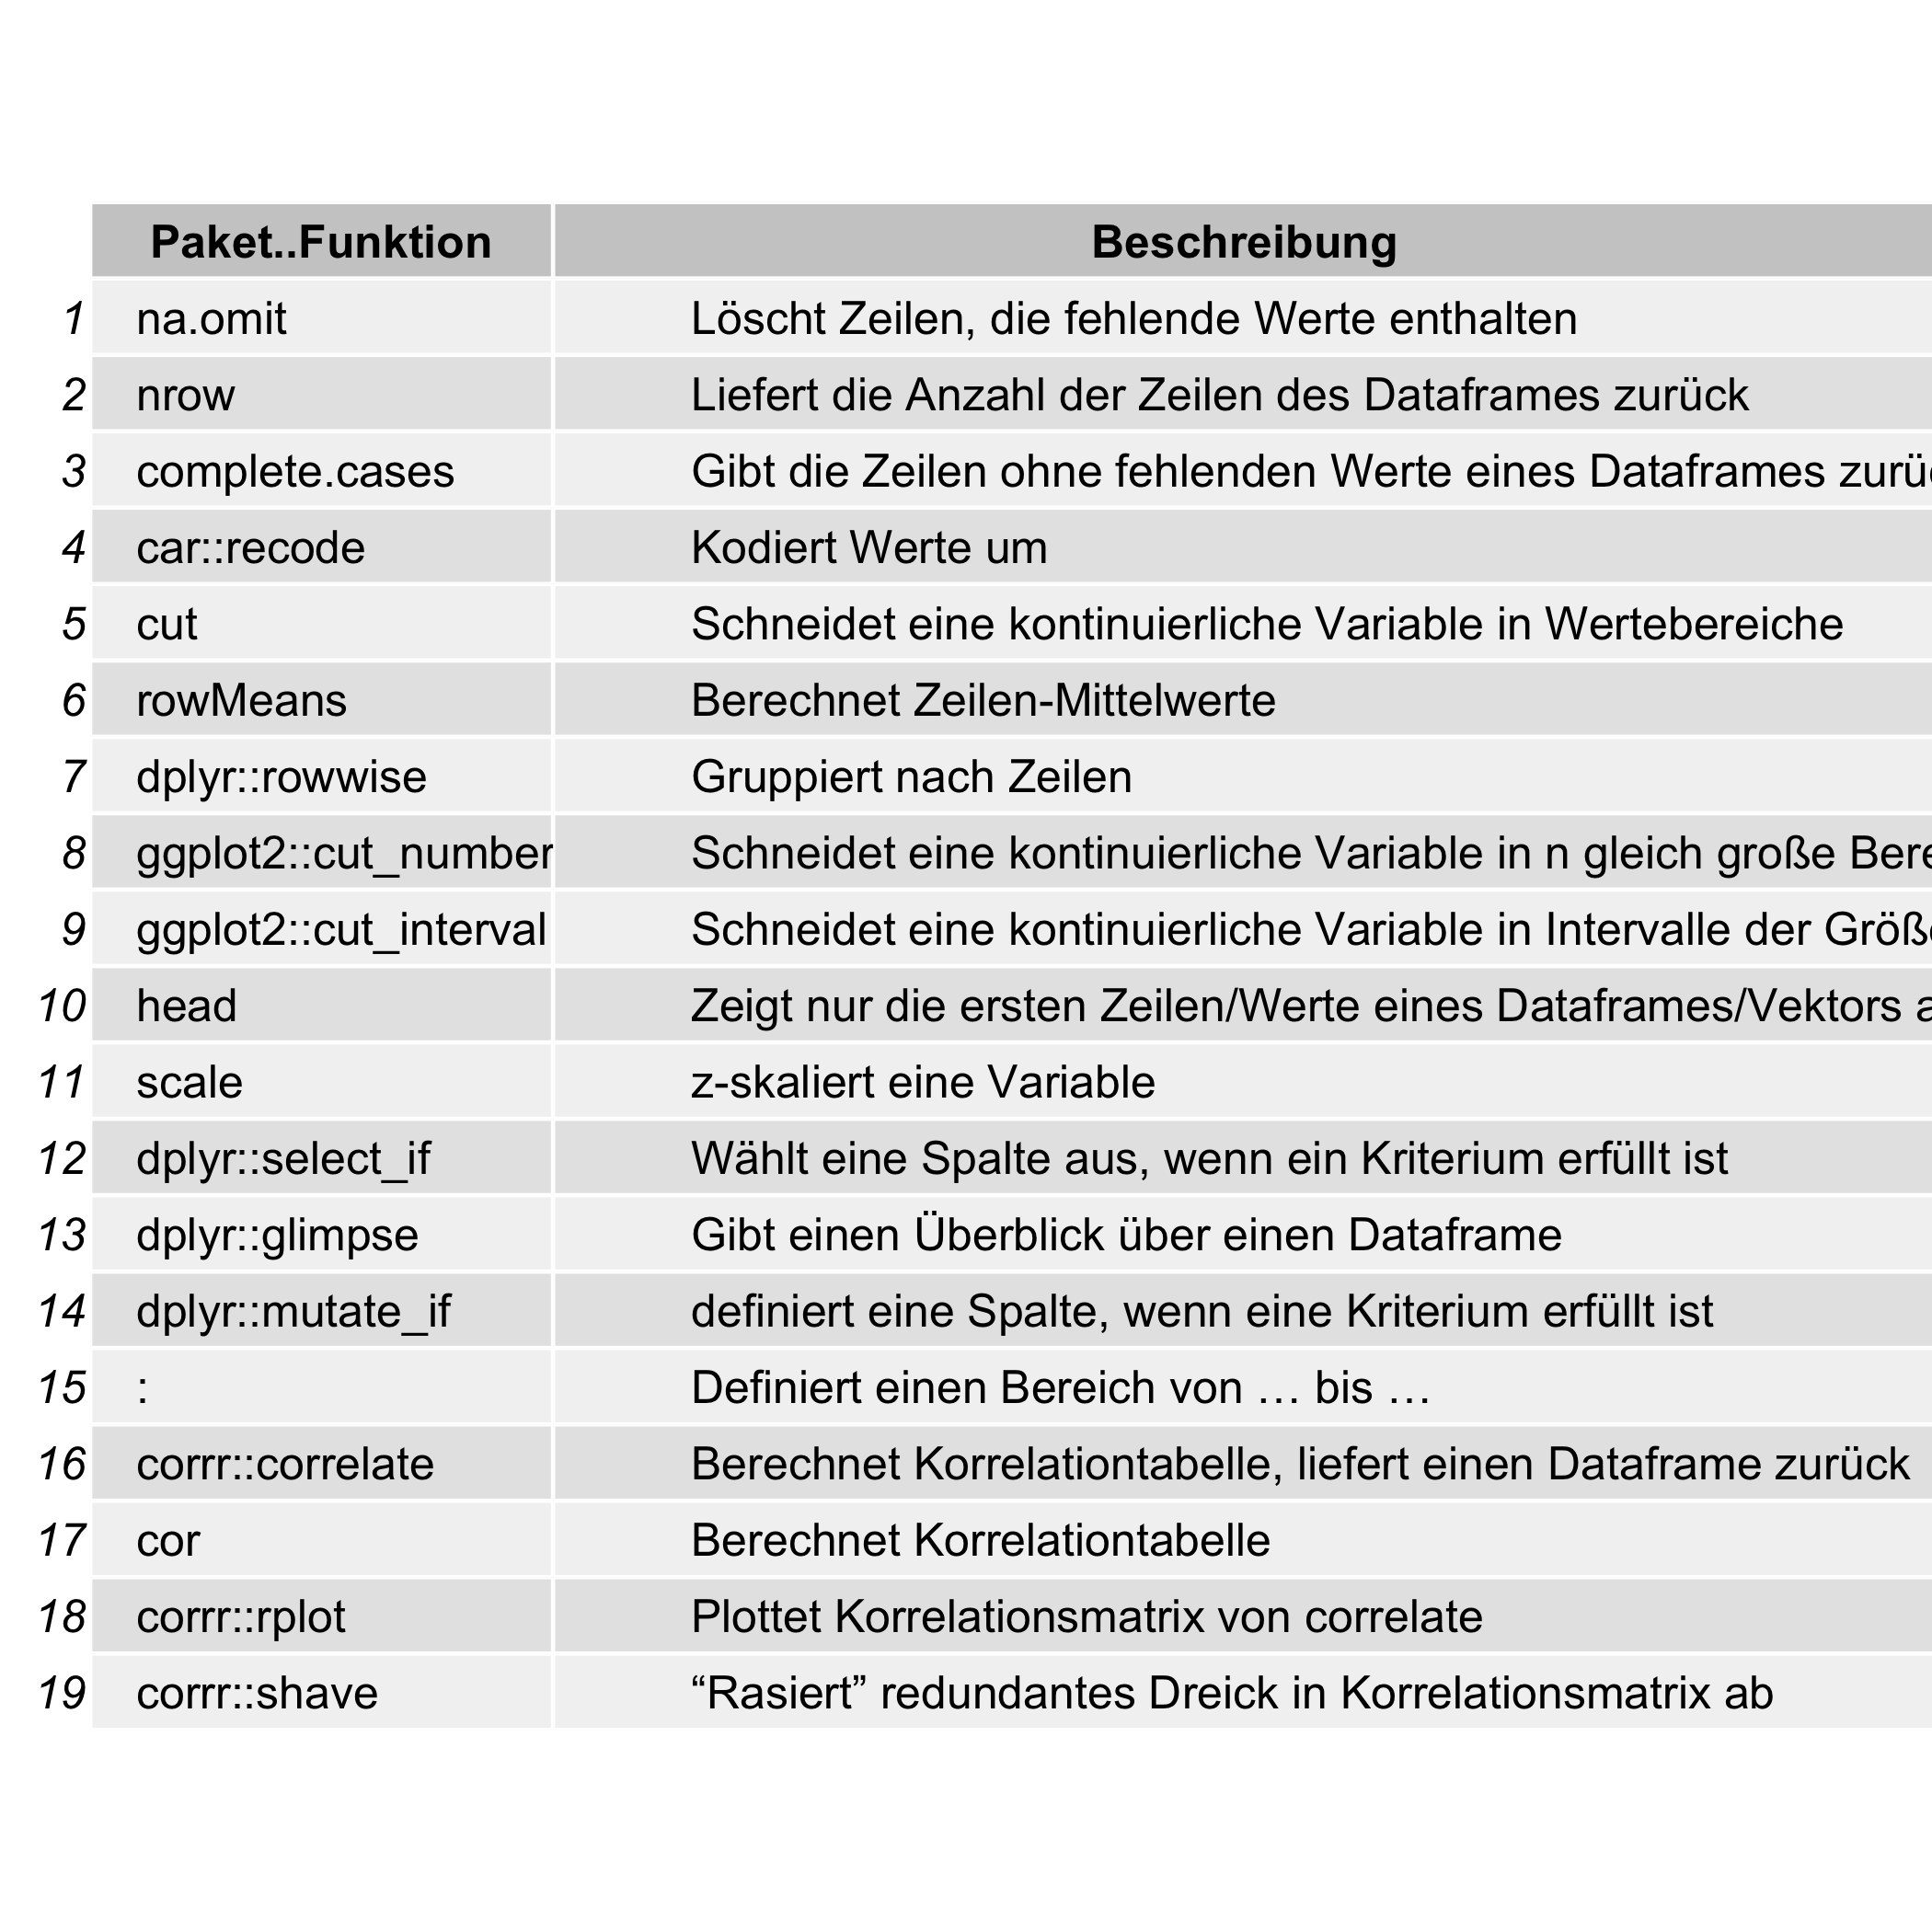 Paket..Funktion Beschreibung
1 na.omit Löscht Zeilen, die fehlende Werte enthalten
2 nrow Liefert die Anzahl der Zeilen des Dataframes zurück
3 complete.cases Gibt die Zeilen ohne fehlenden Werte eines Dataframes
4 car::recode Kodiert Werte um
5 cut Schneidet eine kontinuierliche Variable in Wertebereiche
6 rowMeans Berechnet Zeilen-Mittelwerte
7 dplyr::rowwise Gruppiert nach Zeilen
8 ggplot2::cut_number Schneidet eine kontinuierliche Variable in n gleich große
9 ggplot2::cut_interval Schneidet eine kontinuierliche Variable in Intervalle der
10 head Zeigt nur die ersten Zeilen/Werte eines Dataframes/Vektors
11 scale z-skaliert eine Variable
12 dplyr::select_if Wählt eine Spalte aus, wenn ein Kriterium erfüllt ist
13 dplyr::glimpse Gibt einen Überblick über einen Dataframe
14 dplyr::mutate_if definiert eine Spalte, wenn eine Kriterium erfüllt ist
15 : Definiert einen Bereich von … bis …
16 corrr::correlate Berechnet Korrelationtabelle, liefert einen Dataframe zurück
17 cor Berechnet Korrelationtabelle
18 corrr::rplot Plottet Korrelationsmatrix von correlate
19 corrr::shave “Rasiert” redundantes Dreick in Korrelationsmatrix ab